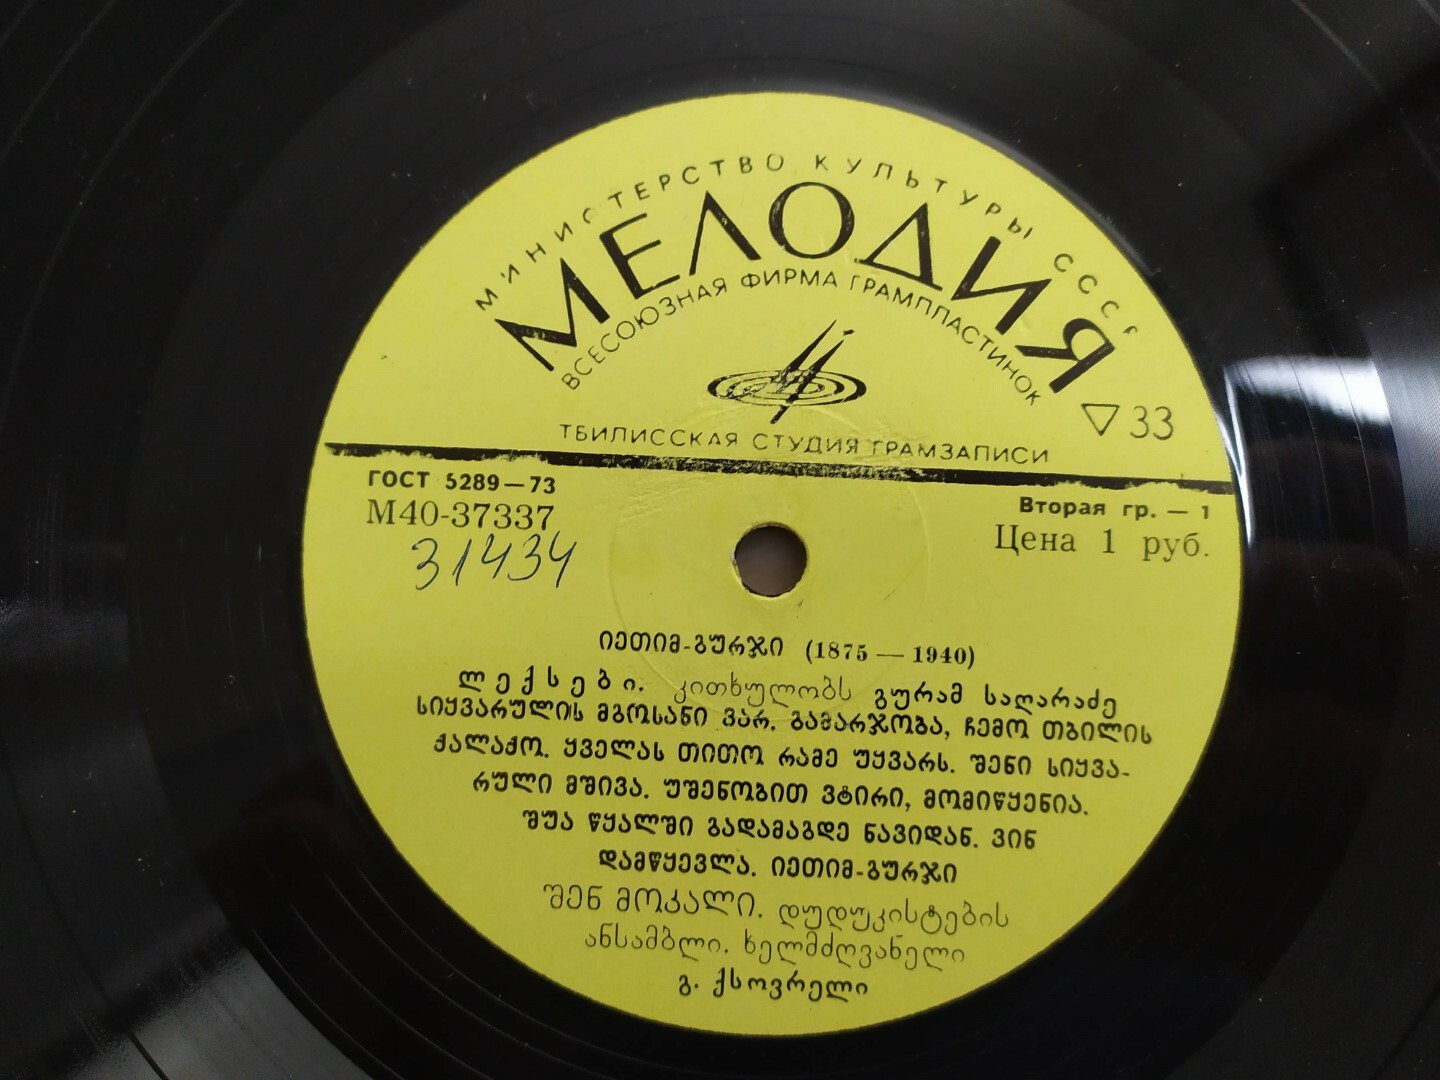 МИНИСТЕРСТВО КУЛЬТУРЫ СССР
МЕЛОДИЯ
ВСЕСОЮЗНАЯ ФИРМА ГРАМПЛАСТИНОК
33
ТБИЛИССКАЯ СТУДИЯ ГРАМЗАПИСИ
ГОСТ 5289—73
М40-37337
31434
Вторая гр. — 1
Цена 1 руб.
იეთიმ-გურჯი (1875 — 1940)
ლექსები. კითხულობს გურამ საღარაძე
სიყვარულის მგოსანი ვარ. გამარჯობა, ჩემო თბილის
ქალაქო. ყველას თითო რამე უყვარს. შენი სიყვა-
რული მშივა. უშენობით ვტირი, მომიწყენია.
შუა წყალში გადამაგდე ნავიდან. ვინ
დამწყევლა. იეთიმ-გურჯი
შენ მოკალი. დუდუკისტების
ანსამბლი. ხელმძღვანელი
გ. ქსოვრელი